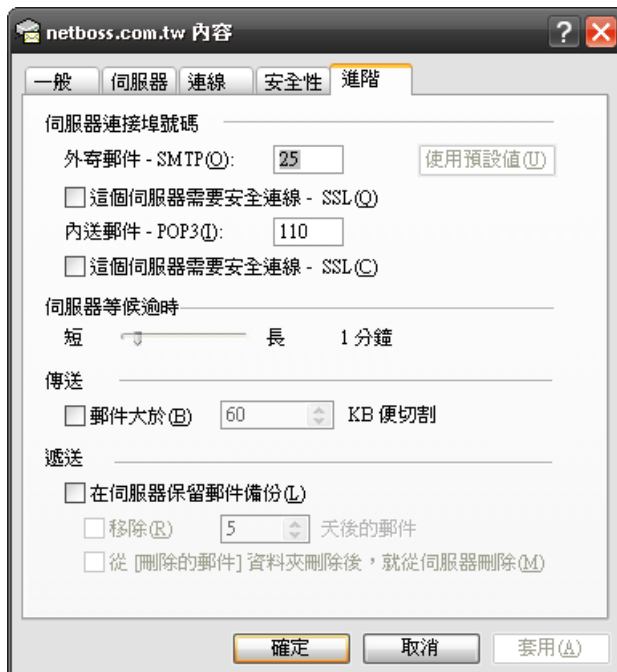 netboss.com.tw 內容
一般 伺服器 連線 安全性 進階
伺服器連接埠號碼
外寄郵件 - SMTP(O): 25 使用預設值(U)
這個伺服器需要安全連線 - SSL(Q)
內送郵件 - POP3(I): 110
這個伺服器需要安全連線 - SSL(C)
伺服器等候逾時
短 長 1 分鐘
傳送
郵件大於(B) 60 KB 便切割
遞送
在伺服器保留郵件備份(L)
移除(R) 5 天後的郵件
從 [刪除的郵件] 資料夾刪除後，就從伺服器刪除(M)
確定 取消 套用(A)